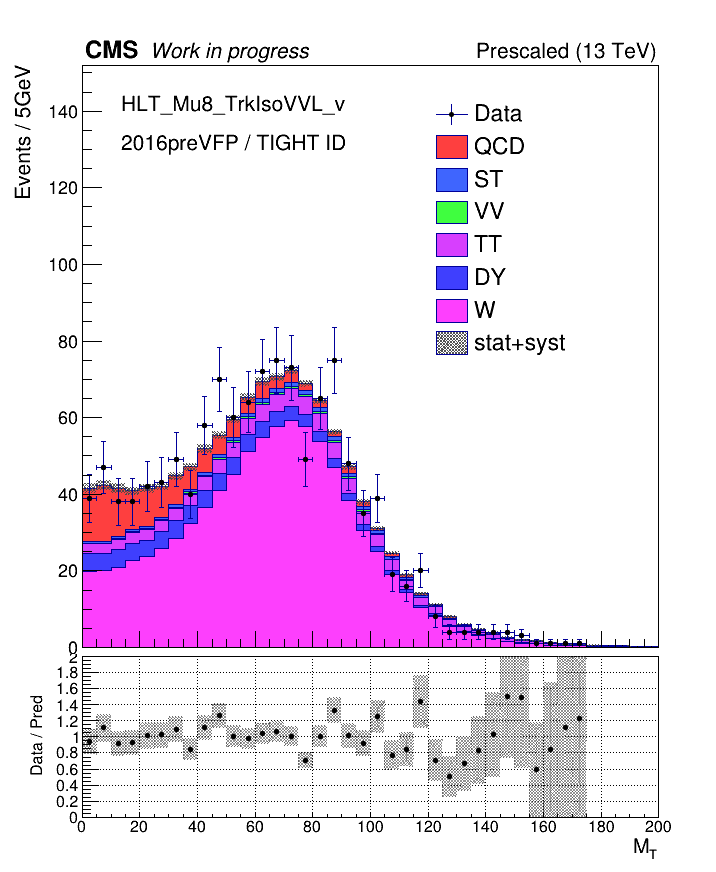 CMS Work in progress Prescaled (13 TeV)
Events / 5GeV
HLT_Mu8_TrkIsoVVL_v
2016preVFP / TIGHT ID
Data
QCD
ST
VV
TT
DY
W
stat+syst
140
120
100
80
60
40
20
0
Data / Pred
2
1.8
1.6
1.4
1.2
1
0.8
0.6
0.4
0.2
0
0 20 40 60 80 100 120 140 160 180 200
M_T